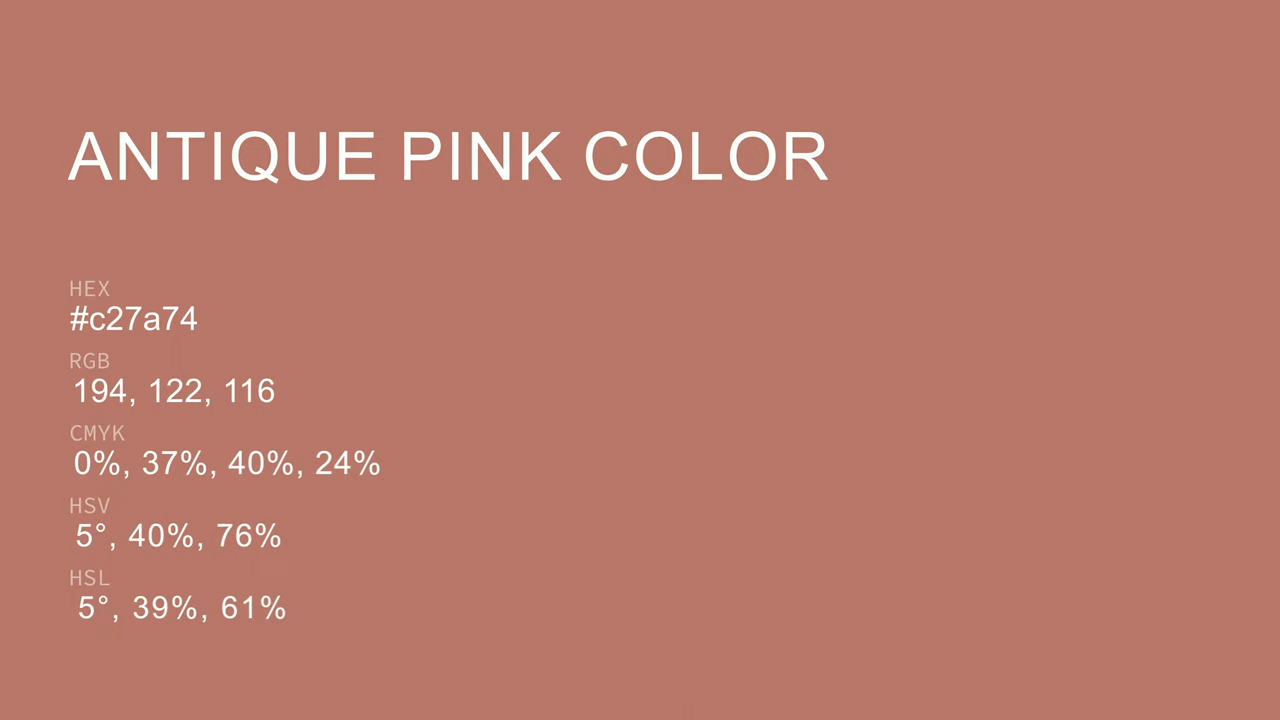 ANTIQUE PINK COLOR
HEX
#c27a74
RGB
194, 122, 116
CMYK
0%, 37%, 40%, 24%
HSV
5°, 40%, 76%
HSL
5°, 39%, 61%